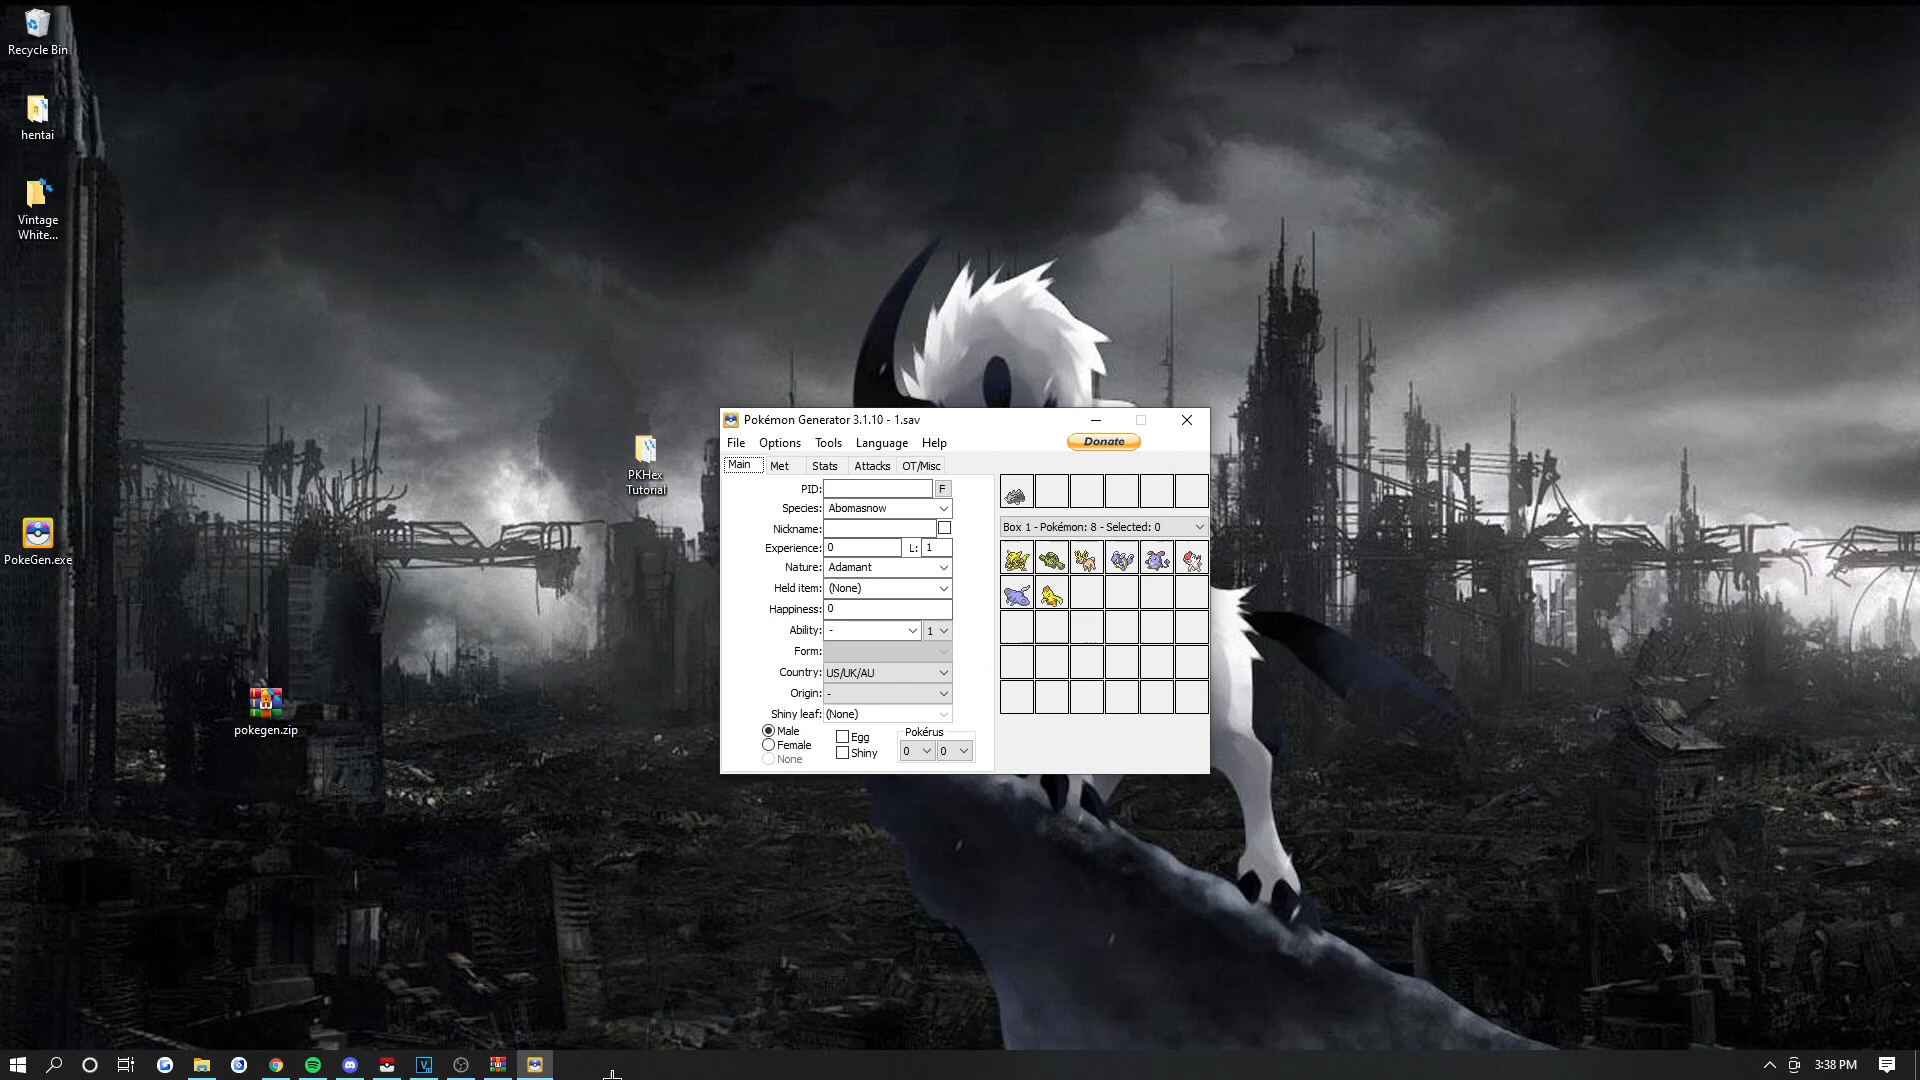 Recycle Bin
hentai
Vintage
White...
PokeGen.exe
pokegen.zip
PKHex
Tutorial
Pokémon Generator 3.1.10 - 1.sav
File Options Tools Language Help Donate
Main Met Stats Attacks OT/Misc
PID: F
Species: Abomasnow
Nickname:
Experience: 0 L: 1
Nature: Adamant
Held item: (None)
Happiness: 0
Ability: - 1
Form:
Country: US/UK/AU
Origin: -
Shiny leaf: (None)
Male
Female
None
Egg
Shiny
Pokérus
0 0
Box 1 - Pokémon: 8 - Selected: 0
3:38 PM